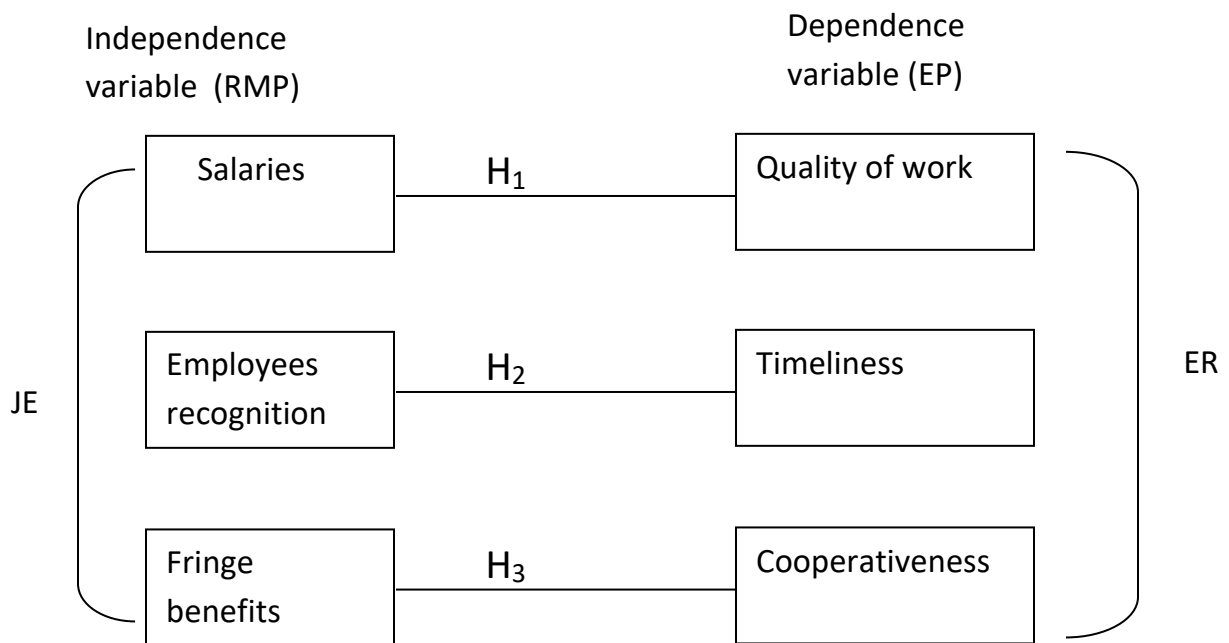 Independence
variable (RMP)
Dependence
variable (EP)
Salaries
H₁
Quality of work
Employees
recognition
H₂
Timeliness
JE
ER
Fringe
benefits
H₃
Cooperativeness